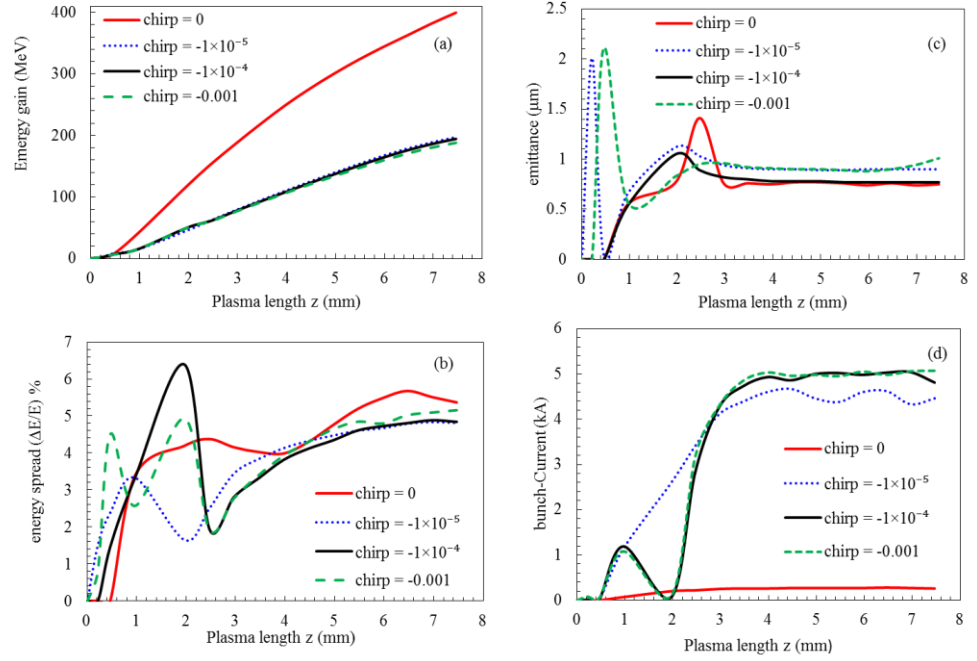 (a)
chirp = 0
chirp = -1×10⁻⁵
chirp = -1×10⁻⁴
chirp = -0.001
Emergy gain (MeV)
400
300
200
100
0
0 1 2 3 4 5 6 7 8
Plasma length z (mm)
(c)
chirp = 0
chirp = -1×10⁻⁵
chirp = -1×10⁻⁴
chirp = -0.001
emittance (μm)
2.5
2
1.5
1
0.5
0
0 1 2 3 4 5 6 7 8
Plasma length z (mm)
(b)
energy spread (ΔE/E) %
7
6
5
4
3
2
1
0
chirp = 0
chirp = -1×10⁻⁵
chirp = -1×10⁻⁴
chirp = -0.001
0 1 2 3 4 5 6 7 8
Plasma length z (mm)
(d)
bunch-Current (kA)
6
5
4
3
2
1
0
chirp = 0
chirp = -1×10⁻⁵
chirp = -1×10⁻⁴
chirp = -0.001
0 1 2 3 4 5 6 7 8
Plasma length z (mm)